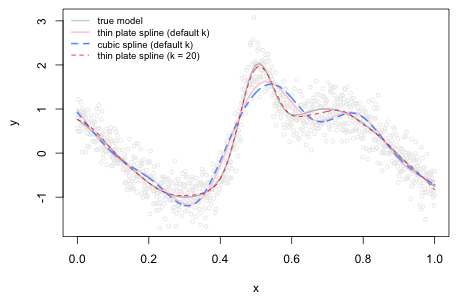 true model
thin plate spline (default k)
cubic spline (default k)
thin plate spline (k = 20)
3
2
1
0
-1
y
0.0 0.2 0.4 0.6 0.8 1.0
x